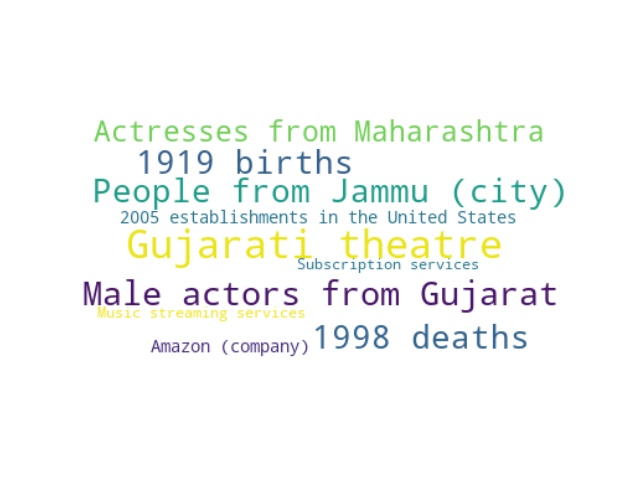 Actresses from Maharashtra
1919 births
People from Jammu (city)
2005 establishments in the United States
Gujarati theatre
Subscription services
Male actors from Gujarat
Music streaming services
1998 deaths
Amazon (company)